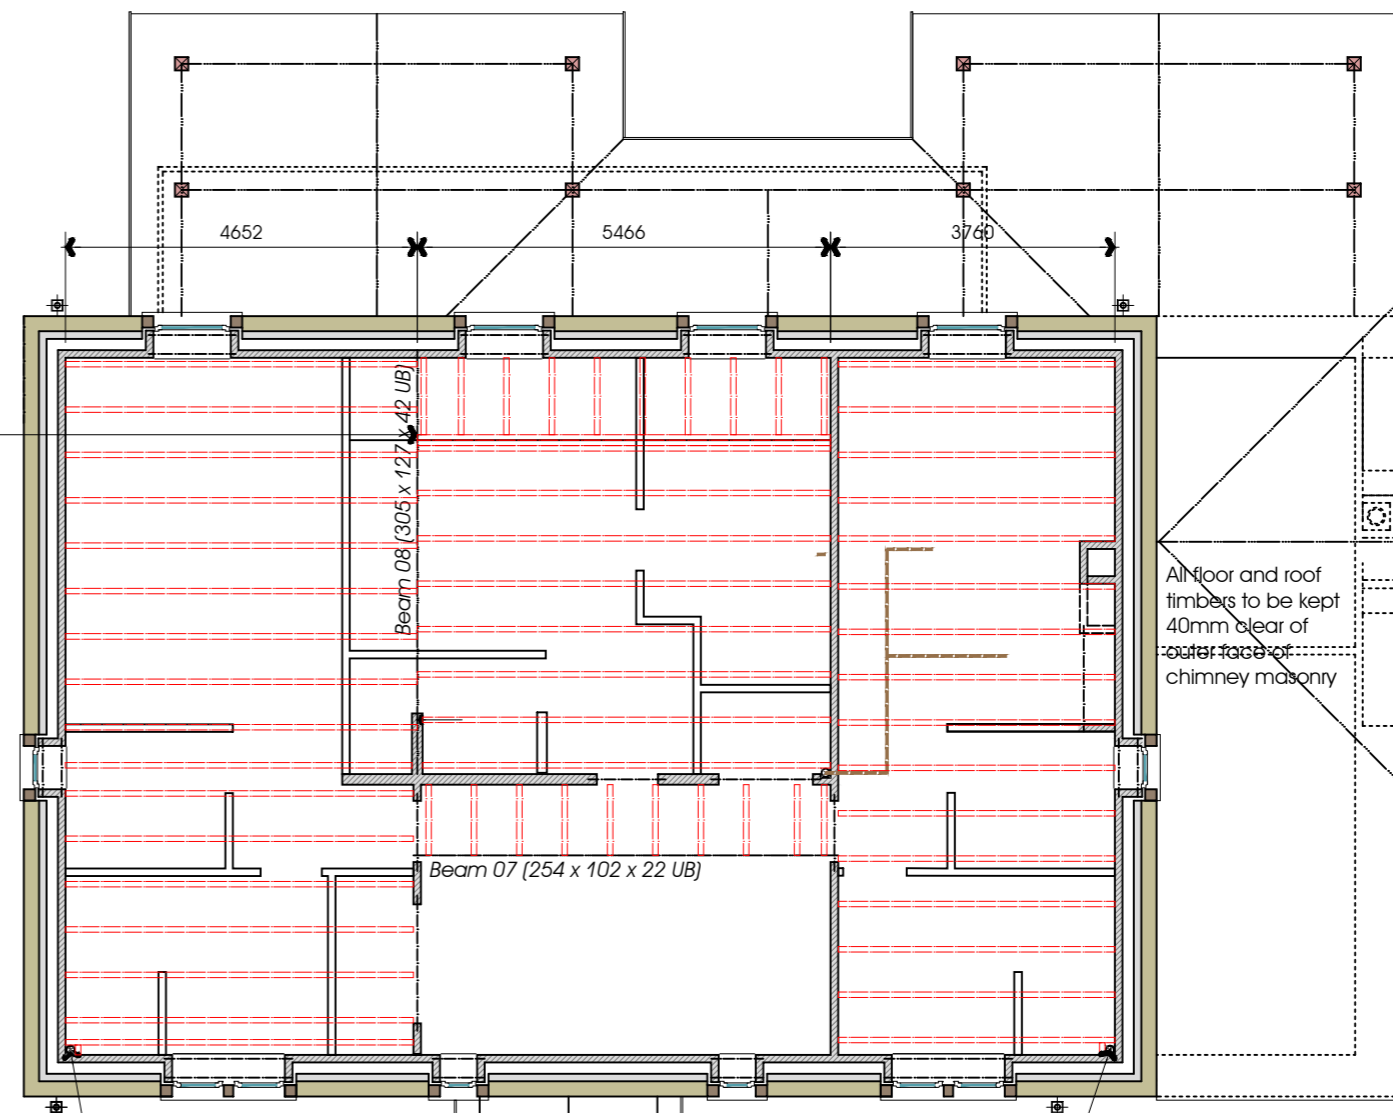 4652
5466
3760
Beam 08 (305 x 127 x 42 UB)
All floor and roof
timbers to be kept
40mm clear of
outer face of
chimney masonry
Beam 07 (254 x 102 x 22 UB)